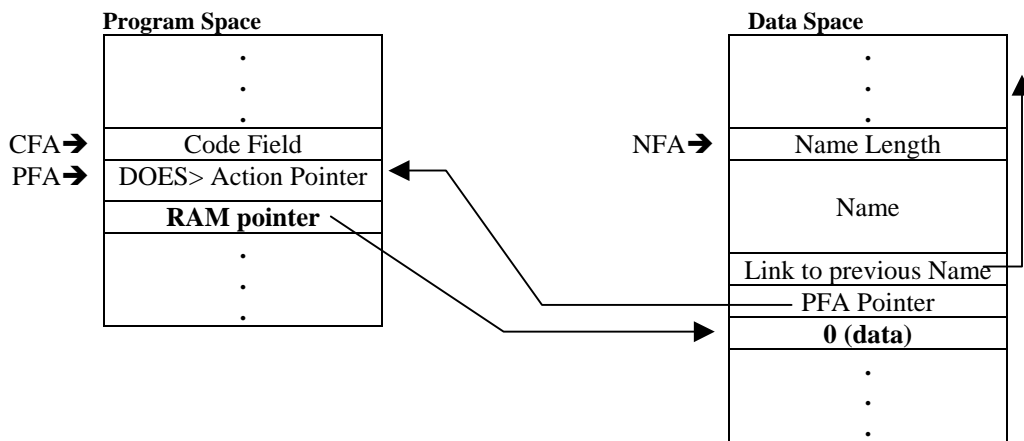 Program Space
.
.
.
CFA➔ Code Field
PFA➔ DOES> Action Pointer
RAM pointer
.
.
.
Data Space
.
.
.
NFA➔ Name Length
Name
Link to previous Name
PFA Pointer
0 (data)
.
.
.